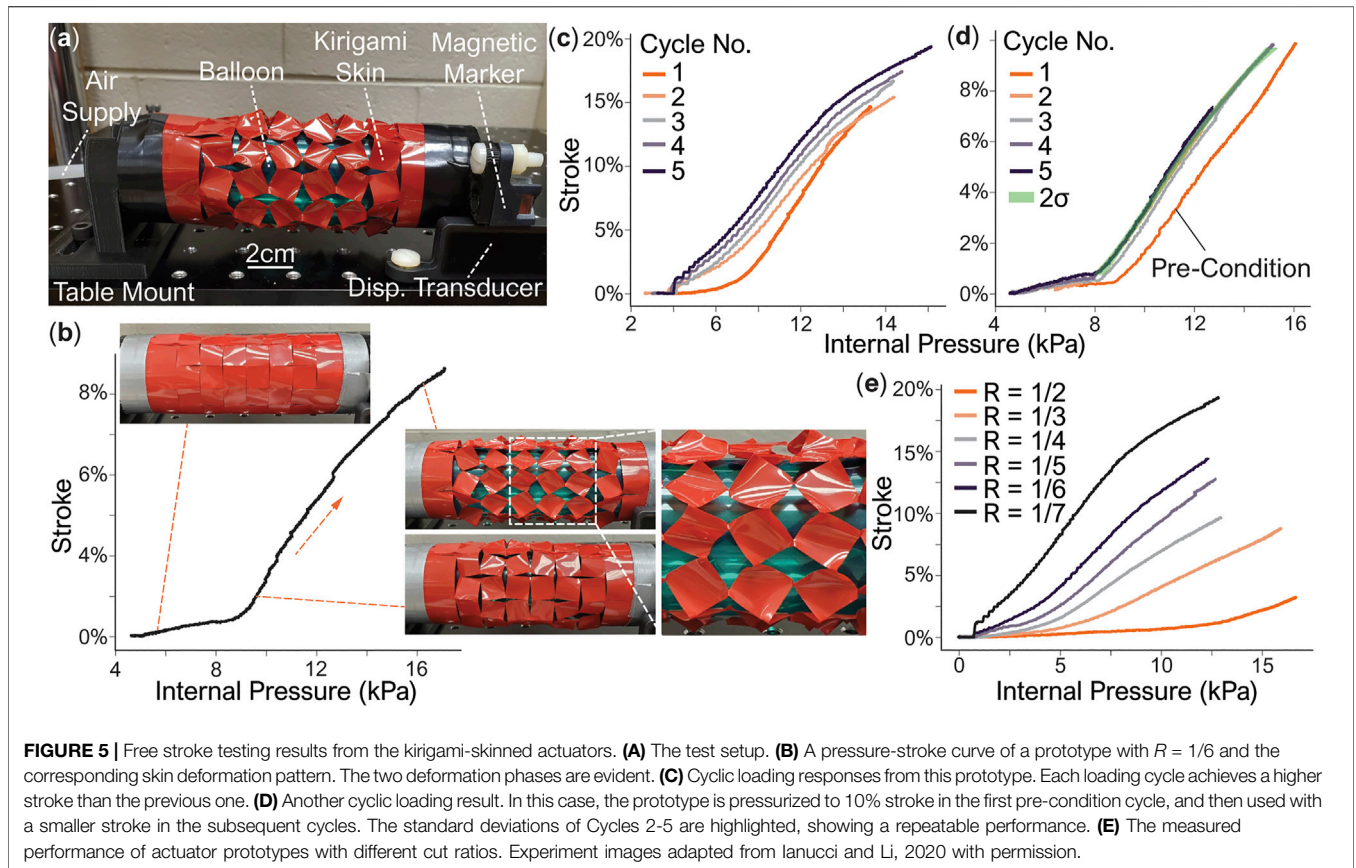 (a)
Air
Supply
Balloon
Kirigami
Skin
Magnetic
Marker
2cm
Table Mount
Disp. Transducer
(b)
Stroke
8%
6%
4%
2%
0%
4
8
12
16
Internal Pressure (kPa)
(c)
Stroke
20%
15%
10%
5%
0%
Cycle No.
1
2
3
4
5
2
6
12
14
Internal Pressure (kPa)
(d)
8%
6%
4%
2%
0%
Cycle No.
1
2
3
4
5
2σ
Pre-Condition
4
8
12
16
(e)
Stroke
20%
15%
10%
5%
0%
R = 1/2
R = 1/3
R = 1/4
R = 1/5
R = 1/6
R = 1/7
0
5
10
15
Internal Pressure (kPa)
FIGURE 5 | Free stroke testing results from the kirigami-skinned actuators. (A) The test setup. (B) A pressure-stroke curve of a prototype with R = 1/6 and the
corresponding skin deformation pattern. The two deformation phases are evident. (C) Cyclic loading responses from this prototype. Each loading cycle achieves a higher
stroke than the previous one. (D) Another cyclic loading result. In this case, the prototype is pressurized to 10% stroke in the first pre-condition cycle, and then used with
a smaller stroke in the subsequent cycles. The standard deviations of Cycles 2-5 are highlighted, showing a repeatable performance. (E) The measured
performance of actuator prototypes with different cut ratios. Experiment images adapted from Ianucci and Li, 2020 with permission.